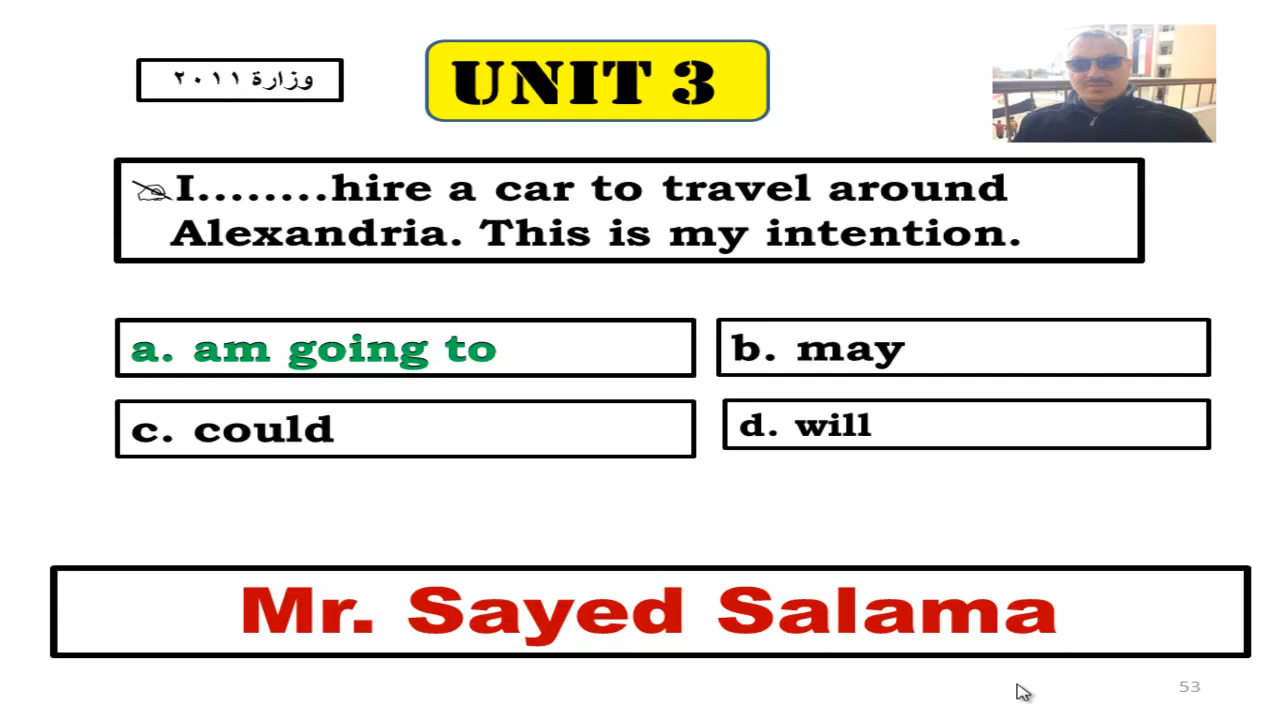 وزارة ٢٠١١
UNIT 3
I........hire a car to travel around
Alexandria. This is my intention.
a. am going to
b. may
c. could
d. will
Mr. Sayed Salama
53